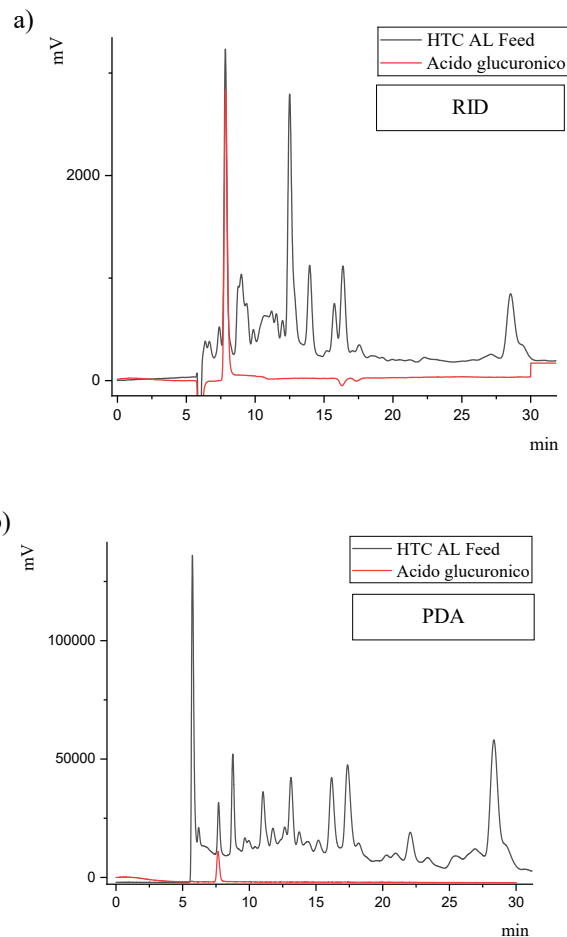 a)
mV
HTC AL Feed
Acido glucuronico
RID
2000
0
0 5 10 15 20 25 30
min
)
mV
HTC AL Feed
Acido glucuronico
PDA
100000
50000
0
0 5 10 15 20 25 30
min